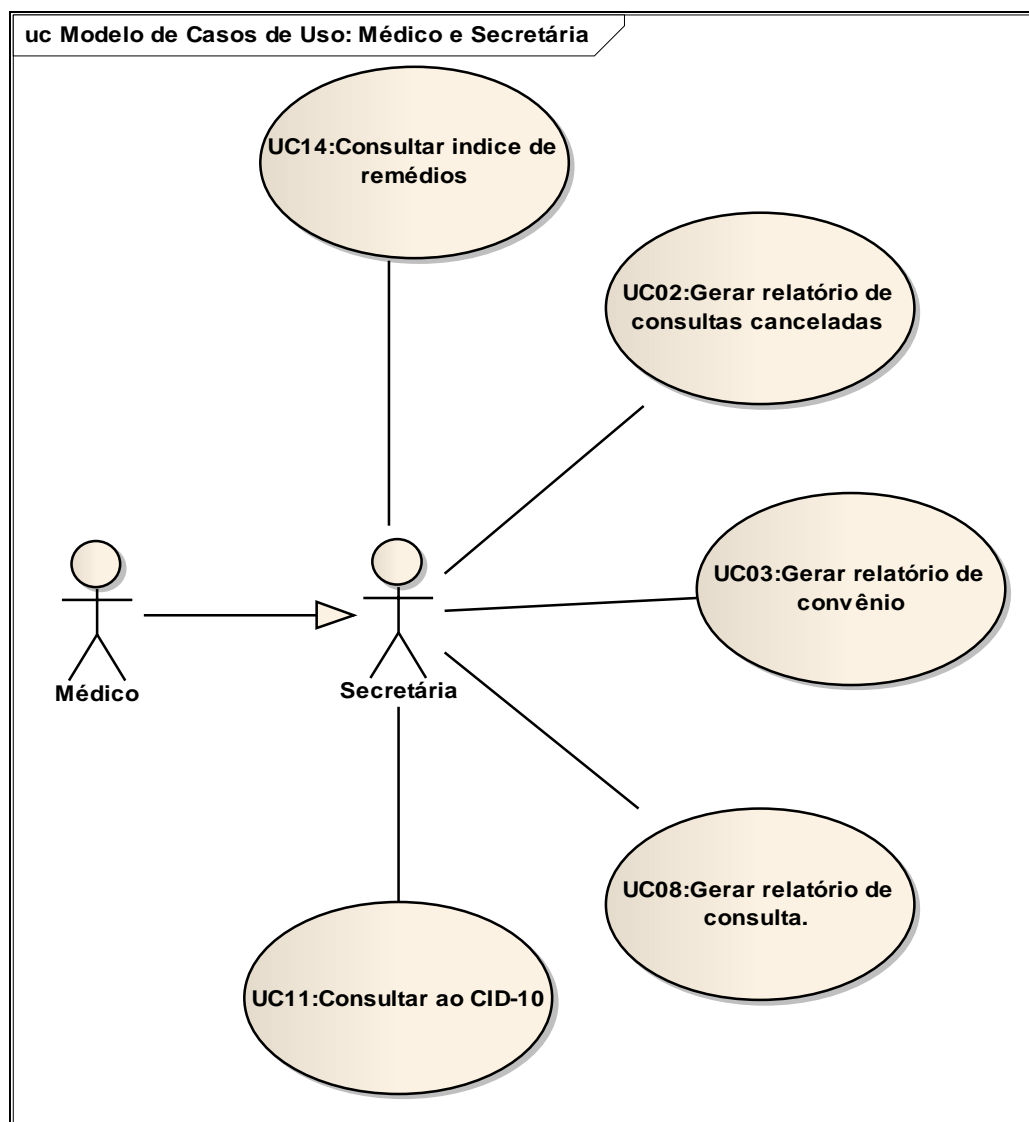 uc Modelo de Casos de Uso: Médico e Secretária
UC14:Consultar indice de
remédios
UC02:Gerar relatório de
consultas canceladas
UC03:Gerar relatório de
convênio
Médico
Secretária
UC08:Gerar relatório de
consulta.
UC11:Consultar ao CID-10